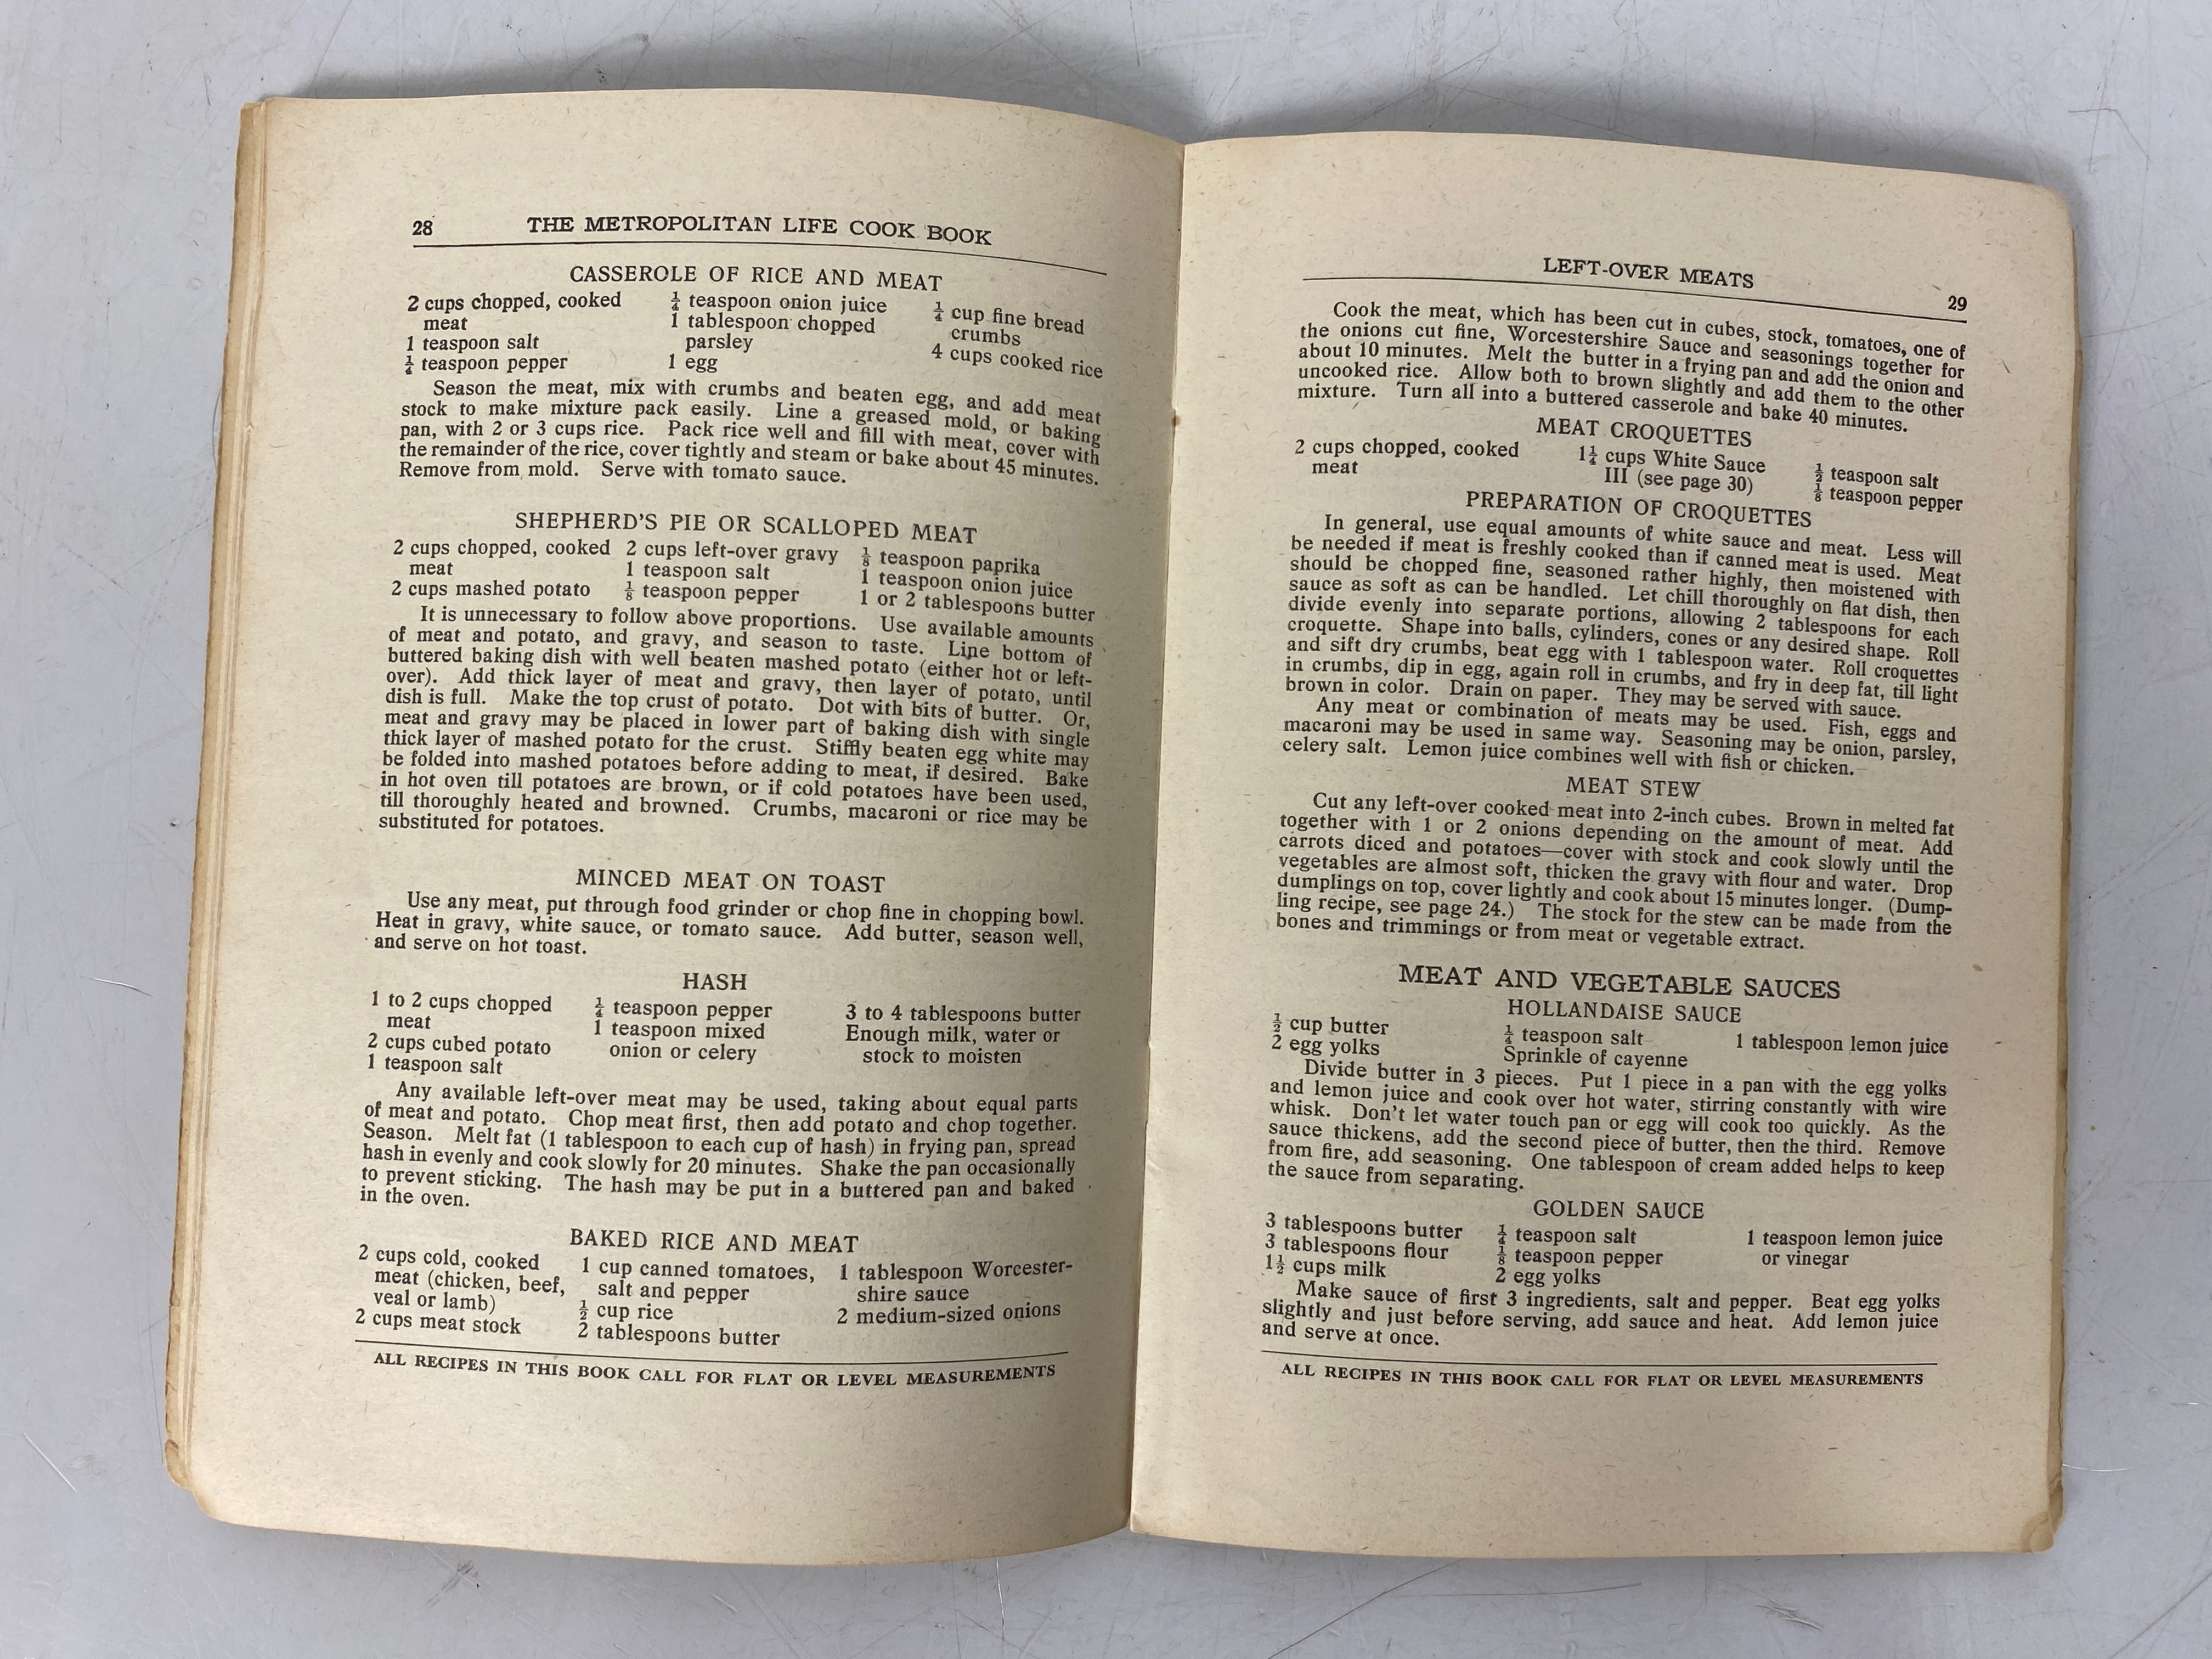 28 THE METROPOLITAN LIFE COOK BOOK
CASSEROLE OF RICE AND MEAT
2 cups chopped, cooked
meat
1 teaspoon salt
¼ teaspoon pepper
¼ teaspoon onion juice
1 tablespoon chopped
parsley
1 egg
¼ cup fine bread
crumbs
4 cups cooked rice
Season the meat, mix with crumbs and beaten egg, and add meat
stock to make mixture pack easily. Line a greased mold, or baking
pan, with 2 or 3 cups rice. Pack rice well and fill with meat, cover with
the remainder of the rice, cover tightly and steam or bake about 45 minutes.
Remove from mold. Serve with tomato sauce.
SHEPHERD'S PIE OR SCALLOPED MEAT
2 cups chopped, cooked
meat
2 cups mashed potato
2 cups left-over gravy
1 teaspoon salt
⅛ teaspoon pepper
⅛ teaspoon paprika
1 teaspoon onion juice
1 or 2 tablespoons butter
It is unnecessary to follow above proportions. Use available amounts
of meat and potato, and gravy, and season to taste. Line bottom of
buttered baking dish with well beaten mashed potato (either hot or left-
over). Add thick layer of meat and gravy, then layer of potato, until
dish is full. Make the top crust of potato. Dot with bits of butter. Or,
meat and gravy may be placed in lower part of baking dish with single
thick layer of mashed potato for the crust. Stiffly beaten egg white may
be folded into mashed potatoes before adding to meat, if desired. Bake
in hot oven till potatoes are brown, or if cold potatoes have been used,
till thoroughly heated and browned. Crumbs, macaroni or rice may be
substituted for potatoes.
MINCED MEAT ON TOAST
Use any meat, put through food grinder or chop fine in chopping bowl.
Heat in gravy, white sauce, or tomato sauce. Add butter, season well,
and serve on hot toast.
HASH
1 to 2 cups chopped
meat
2 cups cubed potato
1 teaspoon salt
¼ teaspoon pepper
1 teaspoon mixed
onion or celery
3 to 4 tablespoons butter
Enough milk, water or
stock to moisten
Any available left-over meat may be used, taking about equal parts
of meat and potato. Chop meat first, then add potato and chop together.
Season. Melt fat (1 tablespoon to each cup of hash) in frying pan, spread
hash in evenly and cook slowly for 20 minutes. Shake the pan occasionally
to prevent sticking. The hash may be put in a buttered pan and baked
in the oven.
BAKED RICE AND MEAT
2 cups cold, cooked
meat (chicken, beef,
veal or lamb)
2 cups meat stock
1 cup canned tomatoes,
salt and pepper
½ cup rice
2 tablespoons butter
1 tablespoon Worcester-
shire sauce
2 medium-sized onions
ALL RECIPES IN THIS BOOK CALL FOR FLAT OR LEVEL MEASUREMENTS
LEFT-OVER MEATS 29
Cook the meat, which has been cut in cubes, stock, tomatoes, one of
the onions cut fine, Worcestershire Sauce and seasonings together for
about 10 minutes. Melt the butter in a frying pan and add the onion and
uncooked rice. Allow both to brown slightly and add them to the other
mixture. Turn all into a buttered casserole and bake 40 minutes.
MEAT CROQUETTES
2 cups chopped, cooked
meat
1¼ cups White Sauce
III (see page 30)
½ teaspoon salt
⅛ teaspoon pepper
PREPARATION OF CROQUETTES
In general, use equal amounts of white sauce and meat. Less will
be needed if meat is freshly cooked than if canned meat is used. Meat
should be chopped fine, seasoned rather highly, then moistened with
sauce as soft as can be handled. Let chill thoroughly on flat dish, then
divide evenly into separate portions, allowing 2 tablespoons for each
croquette. Shape into balls, cylinders, cones or any desired shape. Roll
and sift dry crumbs, beat egg with 1 tablespoon water. Roll croquettes
in crumbs, dip in egg, again roll in crumbs, and fry in deep fat, till light
brown in color. Drain on paper. They may be served with sauce.
Any meat or combination of meats may be used. Fish, eggs and
macaroni may be used in same way. Seasoning may be onion, parsley,
celery salt. Lemon juice combines well with fish or chicken.
MEAT STEW
Cut any left-over cooked meat into 2-inch cubes. Brown in melted fat
together with 1 or 2 onions depending on the amount of meat. Add
carrots diced and potatoes—cover with stock and cook slowly until the
vegetables are almost soft, thicken the gravy with flour and water. Drop
dumplings on top, cover lightly and cook about 15 minutes longer. (Dump-
ling recipe, see page 24.) The stock for the stew can be made from the
bones and trimmings or from meat or vegetable extract.
MEAT AND VEGETABLE SAUCES
HOLLANDAISE SAUCE
½ cup butter
2 egg yolks
¼ teaspoon salt
Sprinkle of cayenne
1 tablespoon lemon juice
Divide butter in 3 pieces. Put 1 piece in a pan with the egg yolks
and lemon juice and cook over hot water, stirring constantly with wire
whisk. Don't let water touch pan or egg will cook too quickly. As the
sauce thickens, add the second piece of butter, then the third. Remove
from fire, add seasoning. One tablespoon of cream added helps to keep
the sauce from separating.
GOLDEN SAUCE
3 tablespoons butter
3 tablespoons flour
1½ cups milk
¼ teaspoon salt
⅛ teaspoon pepper
2 egg yolks
1 teaspoon lemon juice
or vinegar
Make sauce of first 3 ingredients, salt and pepper. Beat egg yolks
slightly and just before serving, add sauce and heat. Add lemon juice
and serve at once.
ALL RECIPES IN THIS BOOK CALL FOR FLAT OR LEVEL MEASUREMENTS